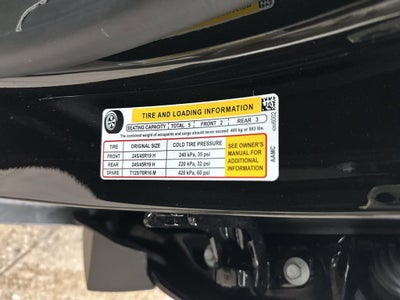 TIRE AND LOADING INFORMATION
SEATING CAPACITY TOTAL 5 FRONT 2 REAR 3
The combined weight of occupants and cargo should never exceed 400 kg or 882 lbs.
TIRE ORIGINAL SIZE COLD TIRE PRESSURE
FRONT 245/45R19 H 240 kPa, 35 psi
REAR 245/45R19 H 220 kPa, 32 psi
SPARE T125/70R16 M 420 kPa, 60 psi
SEE OWNER'S
MANUAL FOR
ADDITIONAL
INFORMATION
AAMC